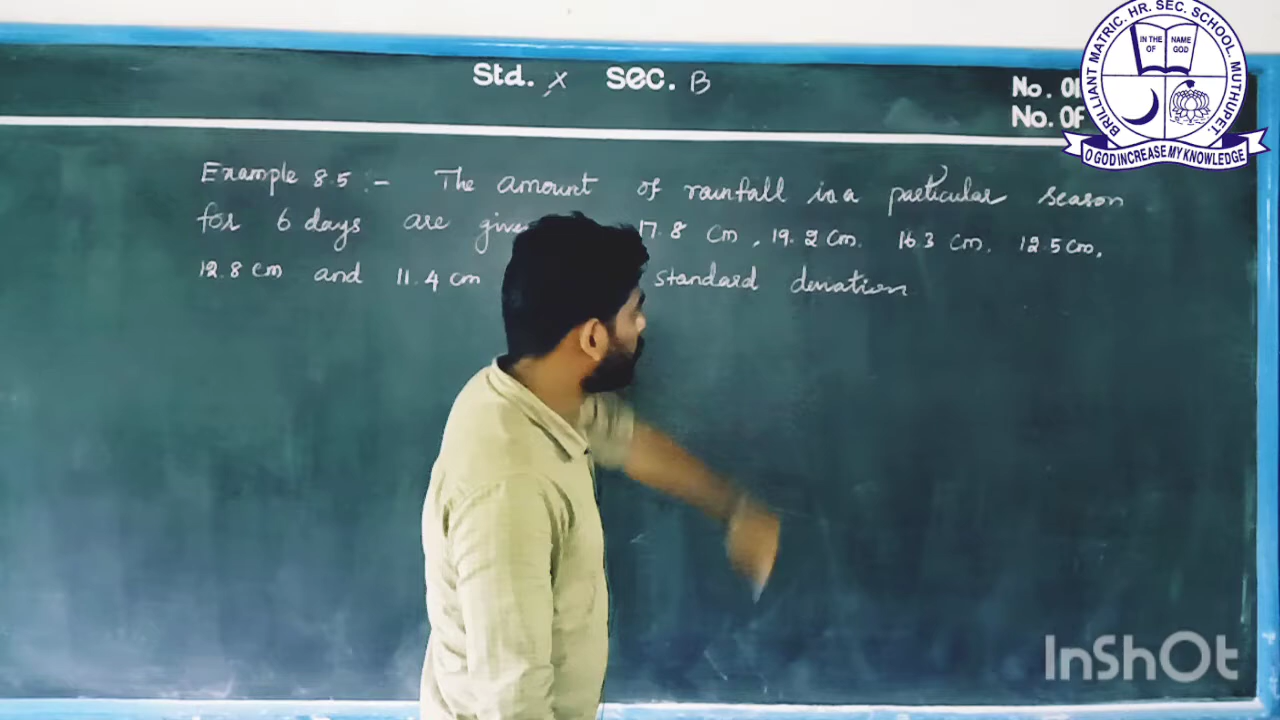 Std. X SEC. B
No. 01
No. OF
BRILLIANT MATRIC. HR. SEC. SCHOOL. MUTHUPET.
IN THE NAME
OF GOD
O GOD INCREASE MY KNOWLEDGE
Example 8.5 :- The amount of rainfall in a particular season
for 6 days are give 17.8 cm, 19.2 cm. 16.3 cm. 12.5 cm,
12.8 cm and 11.4 cm standard deviation
InShOt